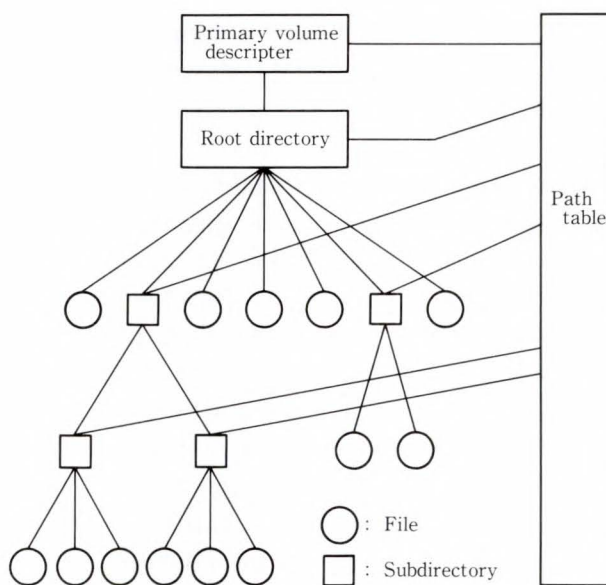 Primary volume
descripter
Root directory
Path
table
: File
: Subdirectory